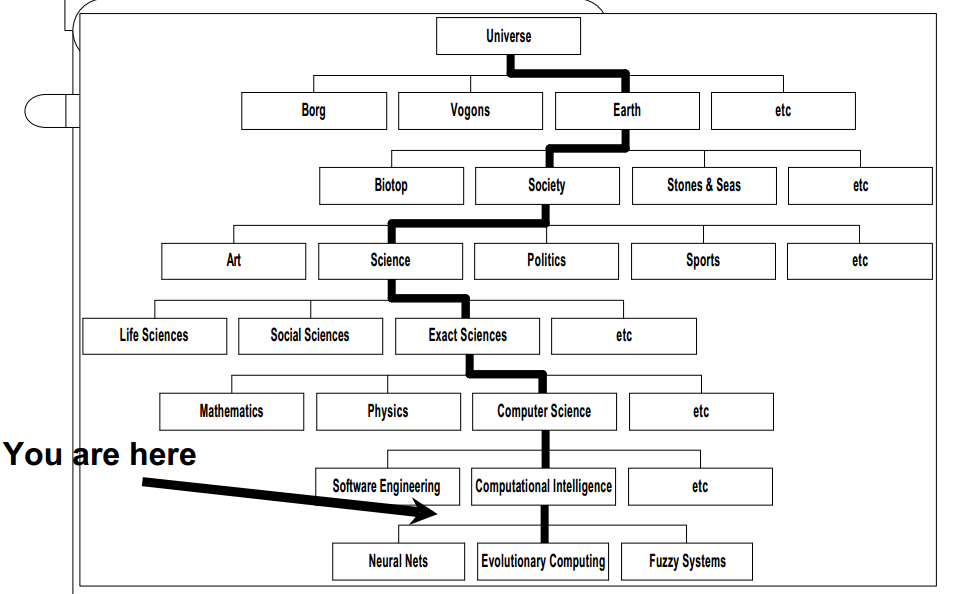 Universe
Borg Vogons Earth etc
Biotop Society Stones & Seas etc
Art Science Politics Sports etc
Life Sciences Social Sciences Exact Sciences etc
Mathematics Physics Computer Science etc
You are here
Software Engineering Computational Intelligence etc
Neural Nets Evolutionary Computing Fuzzy Systems